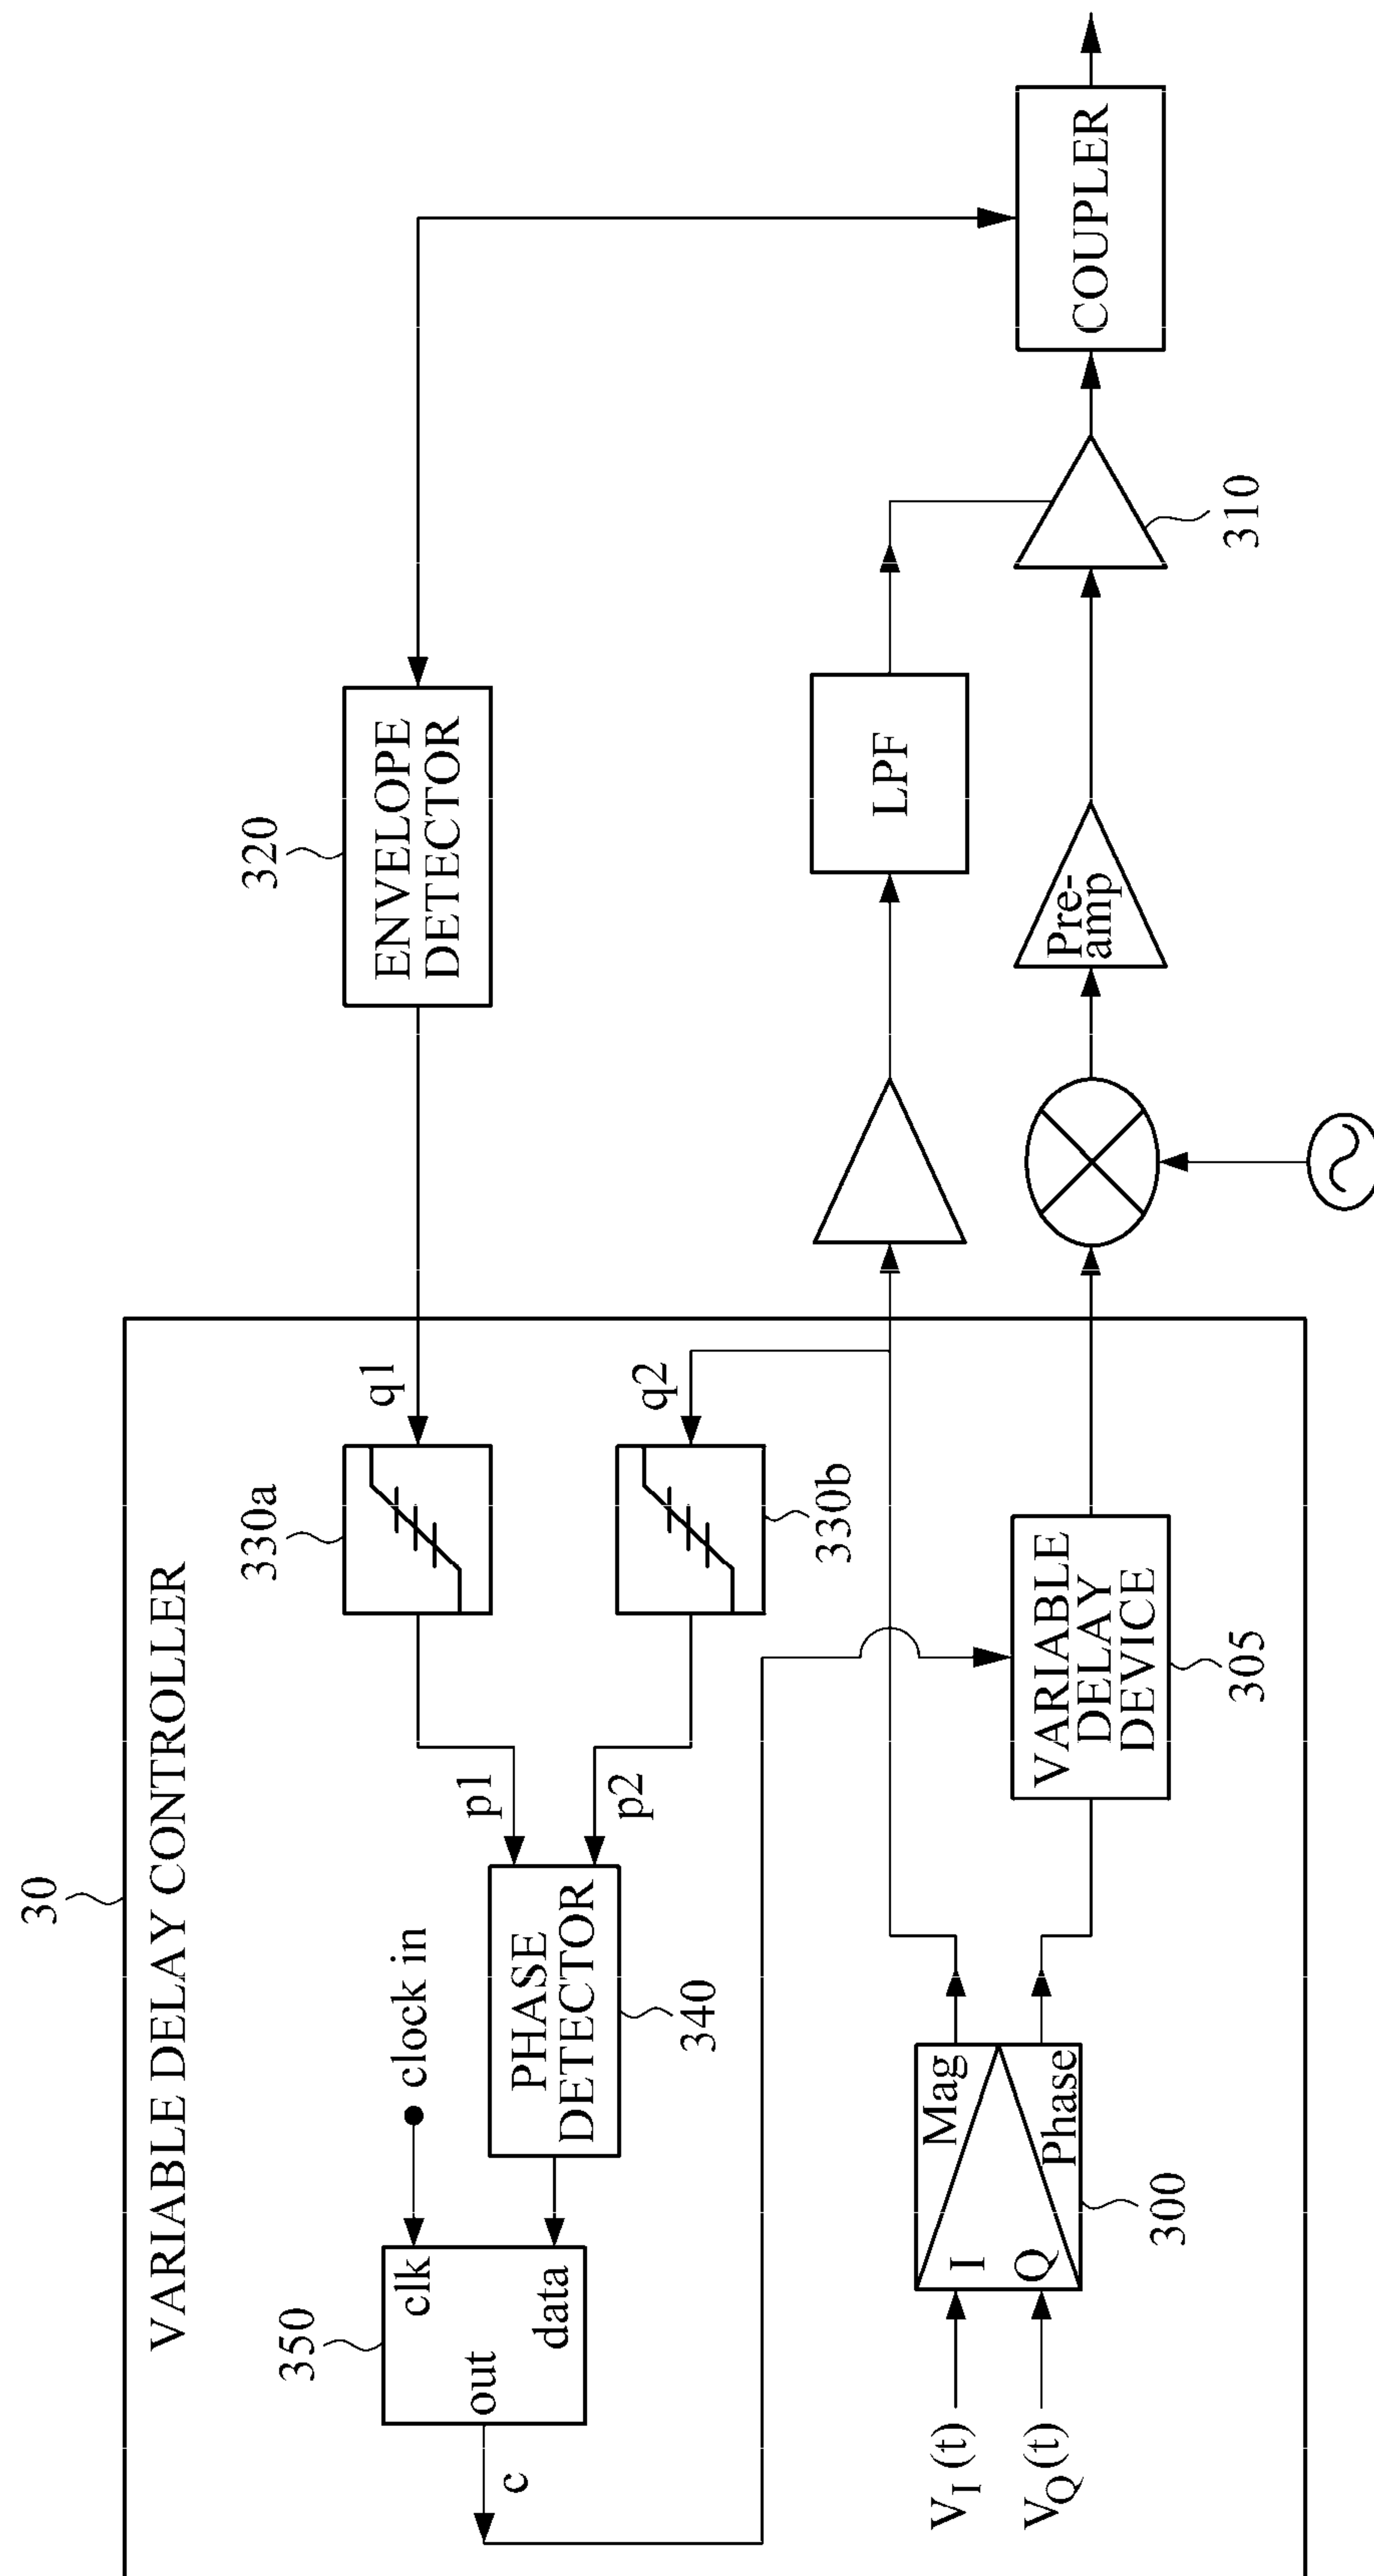 30
VARIABLE DELAY CONTROLLER
350
clk
out
data
c
clock in
PHASE
DETECTOR
340
p1
p2
330a
q1
330b
q2
320
ENVELOPE
DETECTOR
V_I (t)
V_Q (t)
I
Q
Mag
Phase
300
VARIABLE
DELAY
DEVICE
305
LPF
Pre-
amp
310
COUPLER